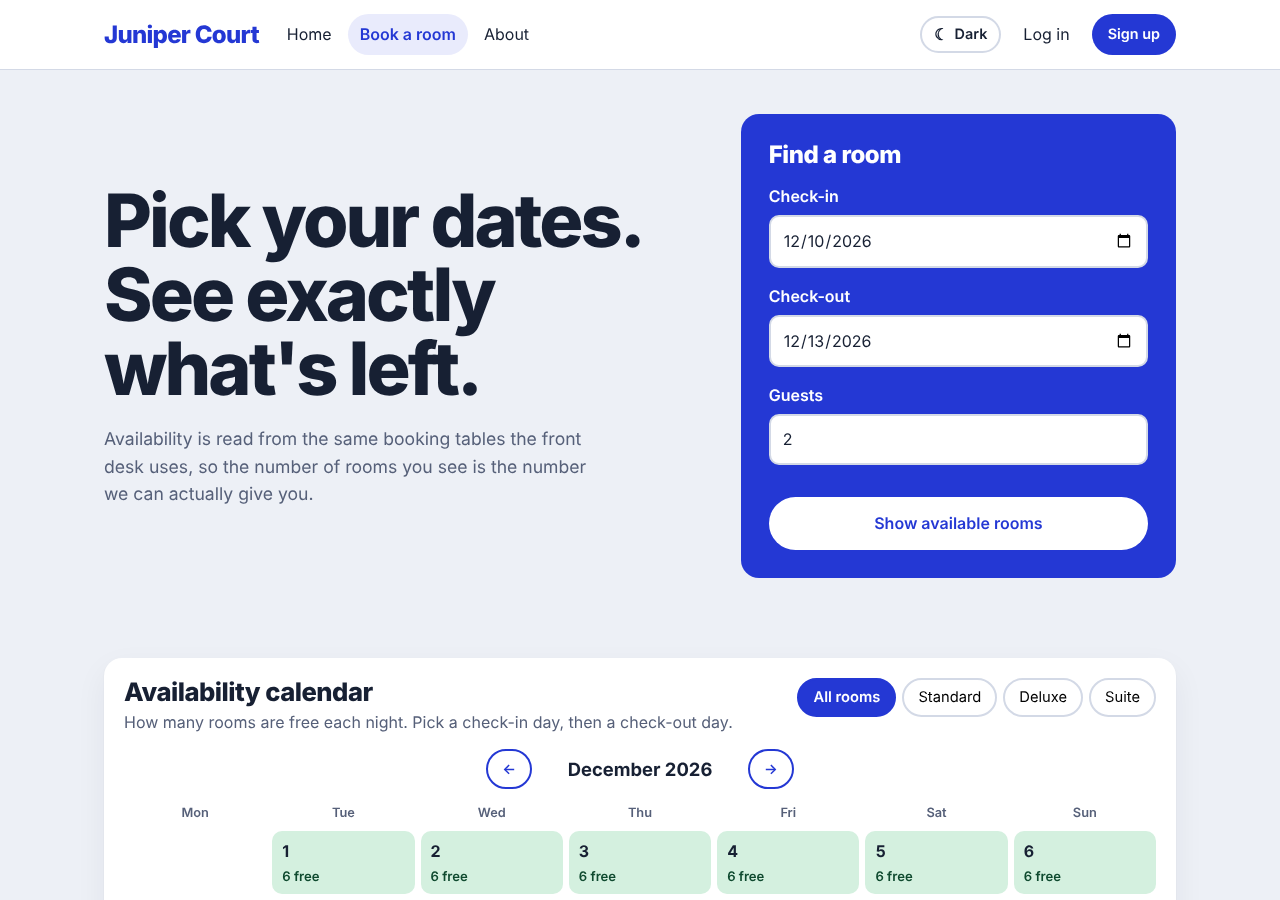 Juniper Court
Home
Book a room
About
☾ Dark
Log in
Sign up
Pick your dates.
See exactly
what's left.
Availability is read from the same booking tables the front
desk uses, so the number of rooms you see is the number
we can actually give you.
Find a room
Check-in
12/10/2026
Check-out
12/13/2026
Guests
2
Show available rooms
Availability calendar
How many rooms are free each night. Pick a check-in day, then a check-out day.
All rooms
Standard
Deluxe
Suite
← December 2026 →
Mon Tue Wed Thu Fri Sat Sun
1 2 3 4 5 6
6 free 6 free 6 free 6 free 6 free 6 free